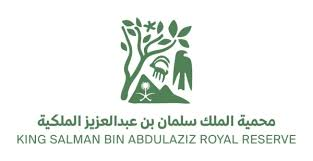 محمية الملك سلمان بن عبدالعزيز الملكية
KING SALMAN BIN ABDULAZIZ ROYAL RESERVE